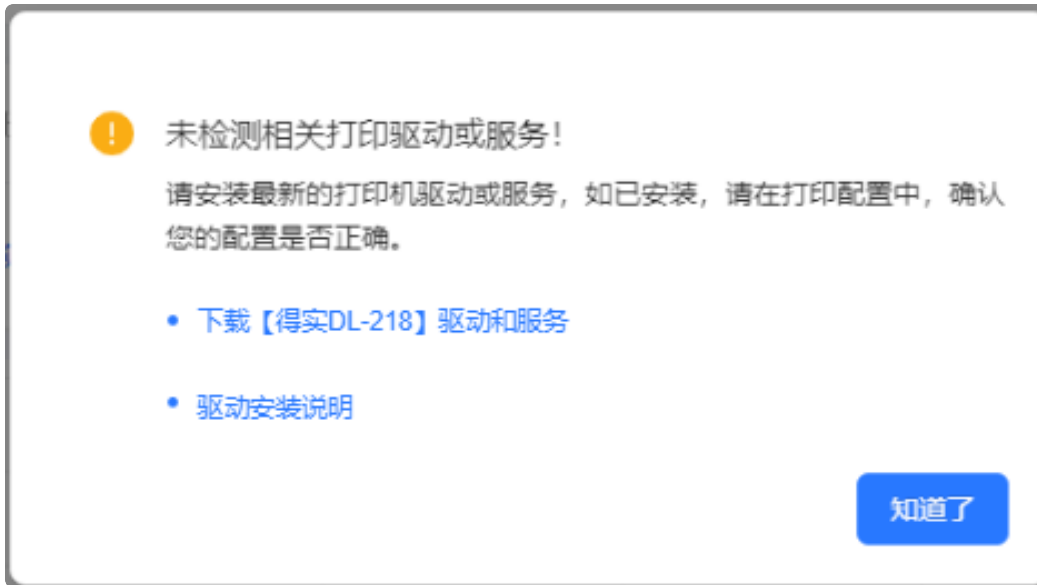 未检测相关打印驱动或服务！
请安装最新的打印机驱动或服务，如已安装，请在打印配置中，确认
您的配置是否正确。
• 下载【得实DL-218】驱动和服务
• 驱动安装说明
知道了